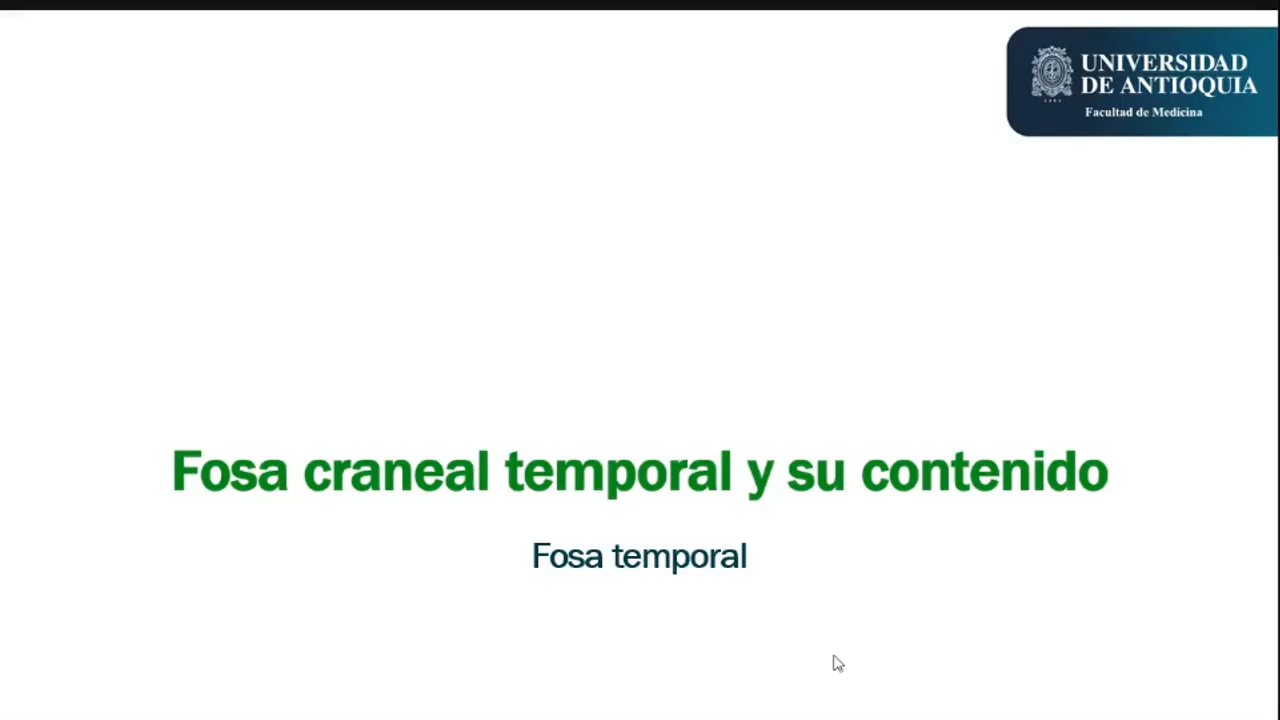 UNIVERSIDAD
DE ANTIOQUIA
Facultad de Medicina
Fosa craneal temporal y su contenido
Fosa temporal